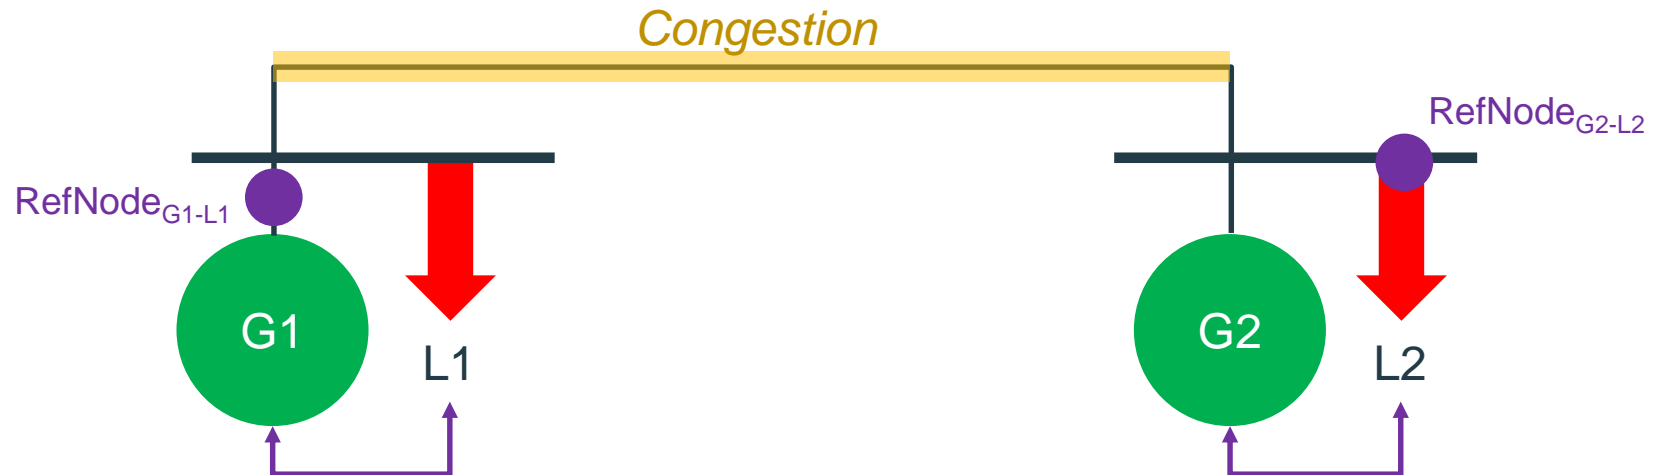 Congestion
RefNodeG2-L2
RefNodeG1-L1
G1
L1
G2
L2